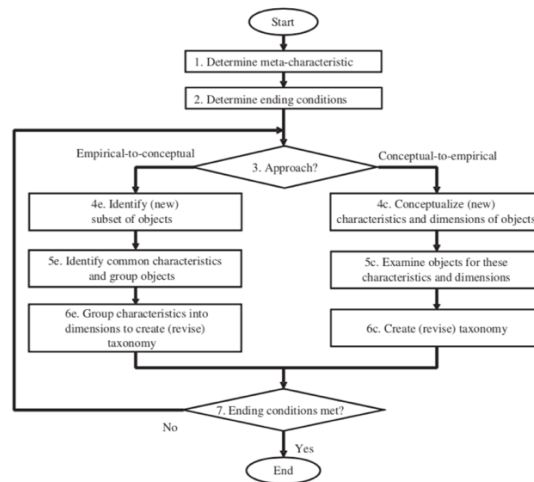 Start
1. Determine meta-characteristic
2. Determine ending conditions
Empirical-to-conceptual
3. Approach?
Conceptual-to-empirical
4e. Identify (new)
subset of objects
5e. Identify common characteristics
and group objects
6e. Group characteristics into
dimensions to create (revise)
taxonomy
4c. Conceptualize (new)
characteristics and dimensions of objects
5c. Examine objects for these
characteristics and dimensions
6c. Create (revise) taxonomy
7. Ending conditions met?
No
Yes
End